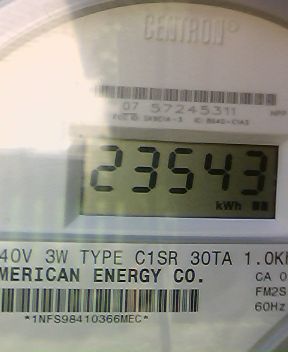 CENTRON®
07 57245311
23543
kWh
40V 3W TYPE C1SR 30TA 1.0K
MERICAN ENERGY CO.
CA 0
FM2S
60Hz
*1NFS98410366MEC*